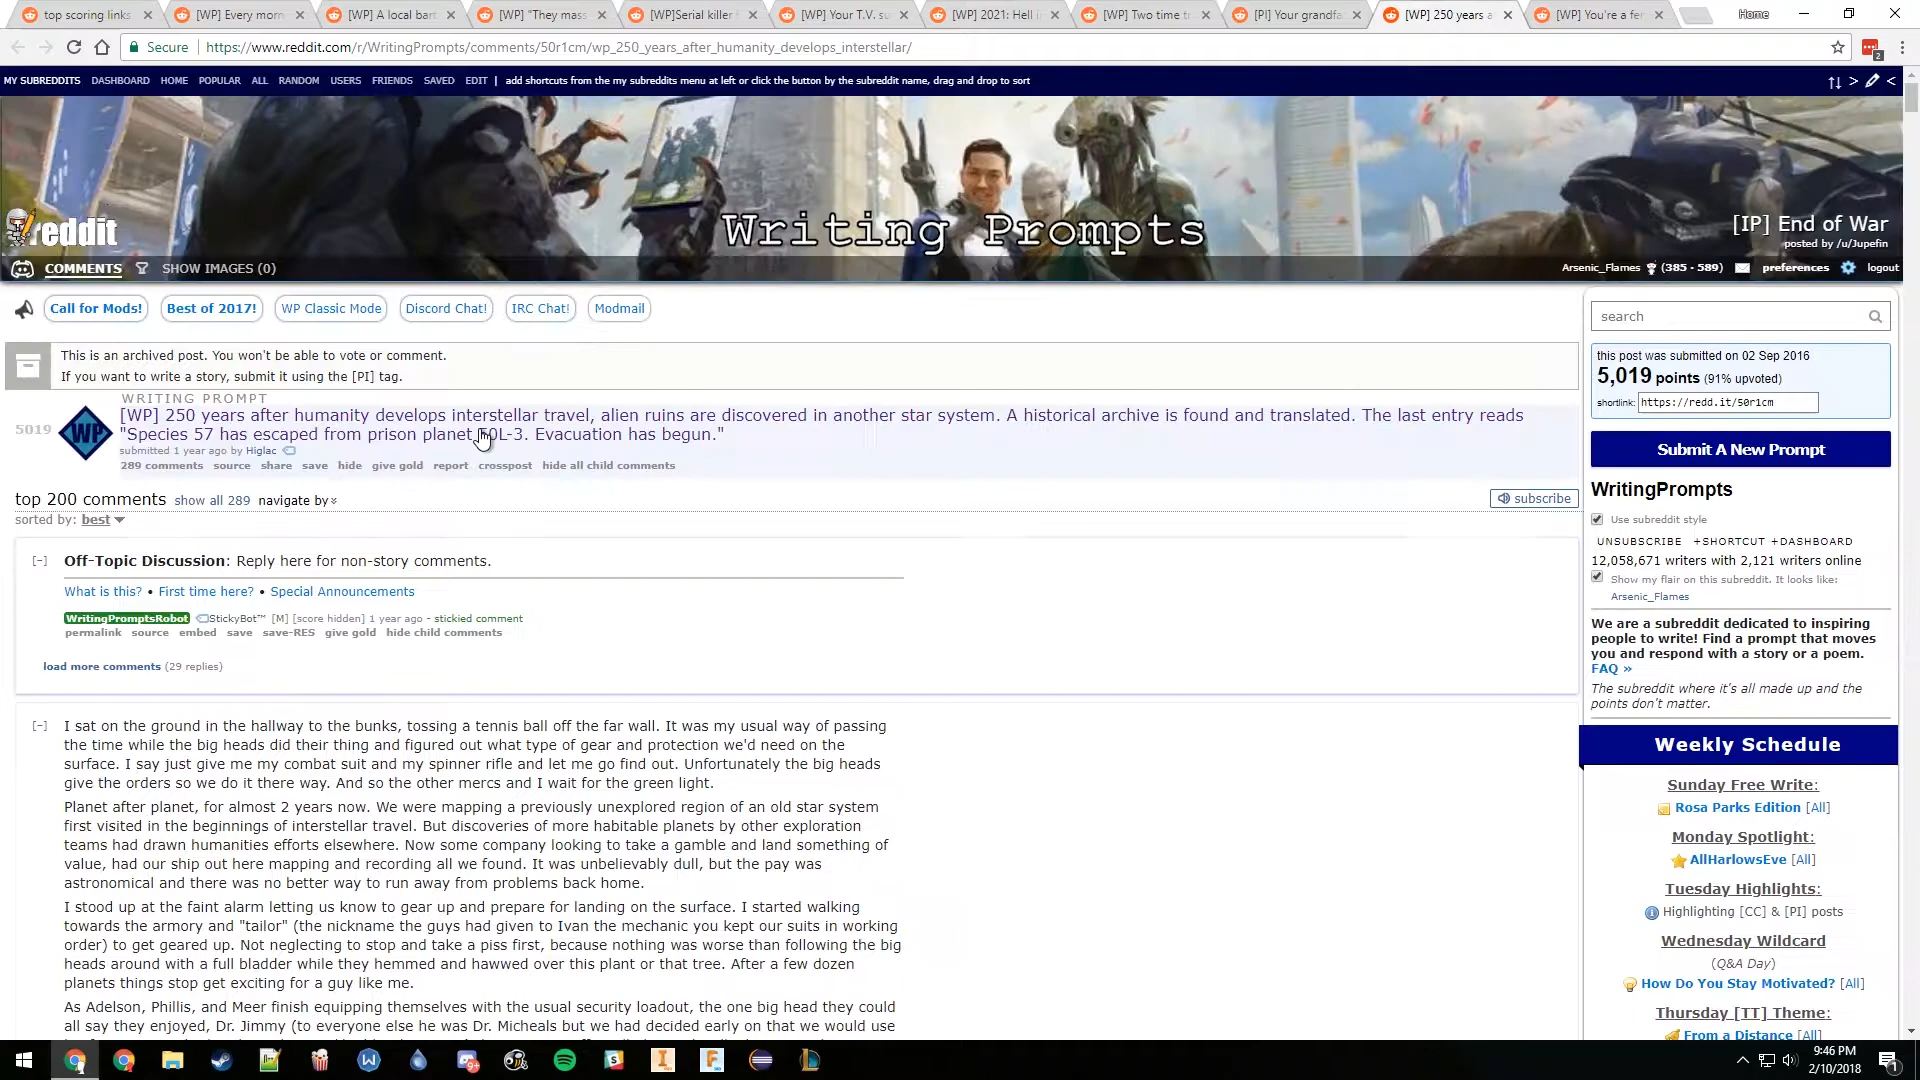 top scoring links
[WP] Every morn
[WP] A local bart
[WP] "They mass
[WP]Serial killer
[WP] Your T.V. su
[WP] 2021: Hell i
[WP] Two time t
[PI] Your grandfa
[WP] 250 years a
[WP] You're a fe
Home
Secure
https://www.reddit.com/r/WritingPrompts/comments/50r1cm/wp_250_years_after_humanity_develops_interstellar/
2
MY SUBREDDITS DASHBOARD HOME POPULAR ALL RANDOM USERS FRIENDS SAVED EDIT | add shortcuts from the my subreddits menu at left or click the button by the subreddit name, drag and drop to sort
> <
reddit
Writing Prompts
[IP] End of War
posted by /u/Jupefin
COMMENTS SHOW IMAGES (0)
Arsenic_Flames (385 · 589) preferences logout
Call for Mods! Best of 2017! WP Classic Mode Discord Chat! IRC Chat! Modmail
This is an archived post. You won't be able to vote or comment.
If you want to write a story, submit it using the [PI] tag.
WRITING PROMPT
5019
WP
[WP] 250 years after humanity develops interstellar travel, alien ruins are discovered in another star system. A historical archive is found and translated. The last entry reads
"Species 57 has escaped from prison planet 50L-3. Evacuation has begun."
submitted 1 year ago by Higlac
289 comments source share save hide give gold report crosspost hide all child comments
top 200 comments show all 289 navigate by
subscribe
sorted by: best
[-] Off-Topic Discussion: Reply here for non-story comments.
What is this? • First time here? • Special Announcements
WritingPromptsRobot StickyBot™ [M] [score hidden] 1 year ago - stickied comment
permalink source embed save save-RES give gold hide child comments
load more comments (29 replies)
[-] I sat on the ground in the hallway to the bunks, tossing a tennis ball off the far wall. It was my usual way of passing
the time while the big heads did their thing and figured out what type of gear and protection we'd need on the
surface. I say just give me my combat suit and my spinner rifle and let me go find out. Unfortunately the big heads
give the orders so we do it there way. And so the other mercs and I wait for the green light.
Planet after planet, for almost 2 years now. We were mapping a previously unexplored region of an old star system
first visited in the beginnings of interstellar travel. But discoveries of more habitable planets by other exploration
teams had drawn humanities efforts elsewhere. Now some company looking to take a gamble and land something of
value, had our ship out here mapping and recording all we found. It was unbelievably dull, but the pay was
astronomical and there was no better way to run away from problems back home.
I stood up at the faint alarm letting us know to gear up and prepare for landing on the surface. I started walking
towards the armory and "tailor" (the nickname the guys had given to Ivan the mechanic you kept our suits in working
order) to get geared up. Not neglecting to stop and take a piss first, because nothing was worse than following the big
heads around with a full bladder while they hemmed and hawwed over this plant or that tree. After a few dozen
planets things stop get exciting for a guy like me.
As Adelson, Phillis, and Meer finish equipping themselves with the usual security loadout, the one big head they could
all say they enjoyed, Dr. Jimmy (to everyone else he was Dr. Micheals but we had decided early on that we would use
search
this post was submitted on 02 Sep 2016
5,019 points (91% upvoted)
shortlink: https://redd.it/50r1cm
Submit A New Prompt
WritingPrompts
Use subreddit style
UNSUBSCRIBE +SHORTCUT +DASHBOARD
12,058,671 writers with 2,121 writers online
Show my flair on this subreddit. It looks like:
Arsenic_Flames
We are a subreddit dedicated to inspiring
people to write! Find a prompt that moves
you and respond with a story or a poem.
FAQ »
The subreddit where it's all made up and the
points don't matter.
Weekly Schedule
Sunday Free Write:
Rosa Parks Edition [All]
Monday Spotlight:
AllHarlowsEve [All]
Tuesday Highlights:
Highlighting [CC] & [PI] posts
Wednesday Wildcard
(Q&A Day)
How Do You Stay Motivated? [All]
Thursday [TT] Theme:
From a Distance [All]
9:46 PM
2/10/2018
1